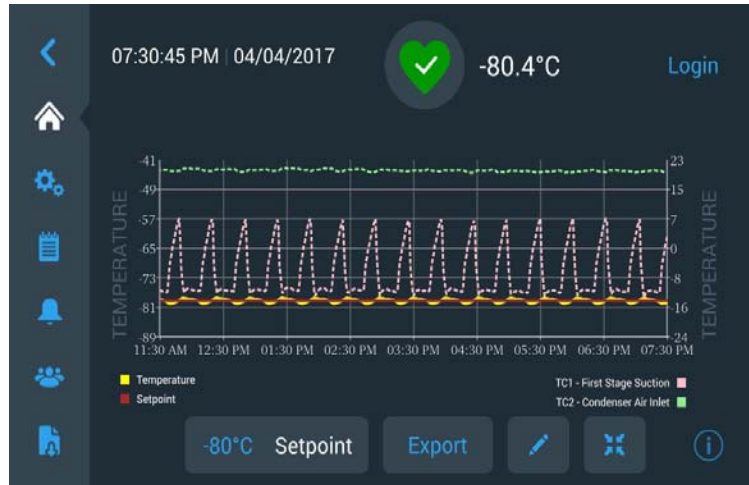 07:30:45 PM | 04/04/2017
-80.4°C
Login
-41
-49
-57
-65
-73
-81
-89
TEMPERATURE
23
15
7
0
-8
-16
-24
TEMPERATURE
11:30 AM 12:30 PM 01:30 PM 02:30 PM 03:30 PM 04:30 PM 05:30 PM 06:30 PM 07:30 PM
Temperature
Setpoint
TC1 - First Stage Suction
TC2 - Condenser Air Inlet
-80°C Setpoint
Export
i